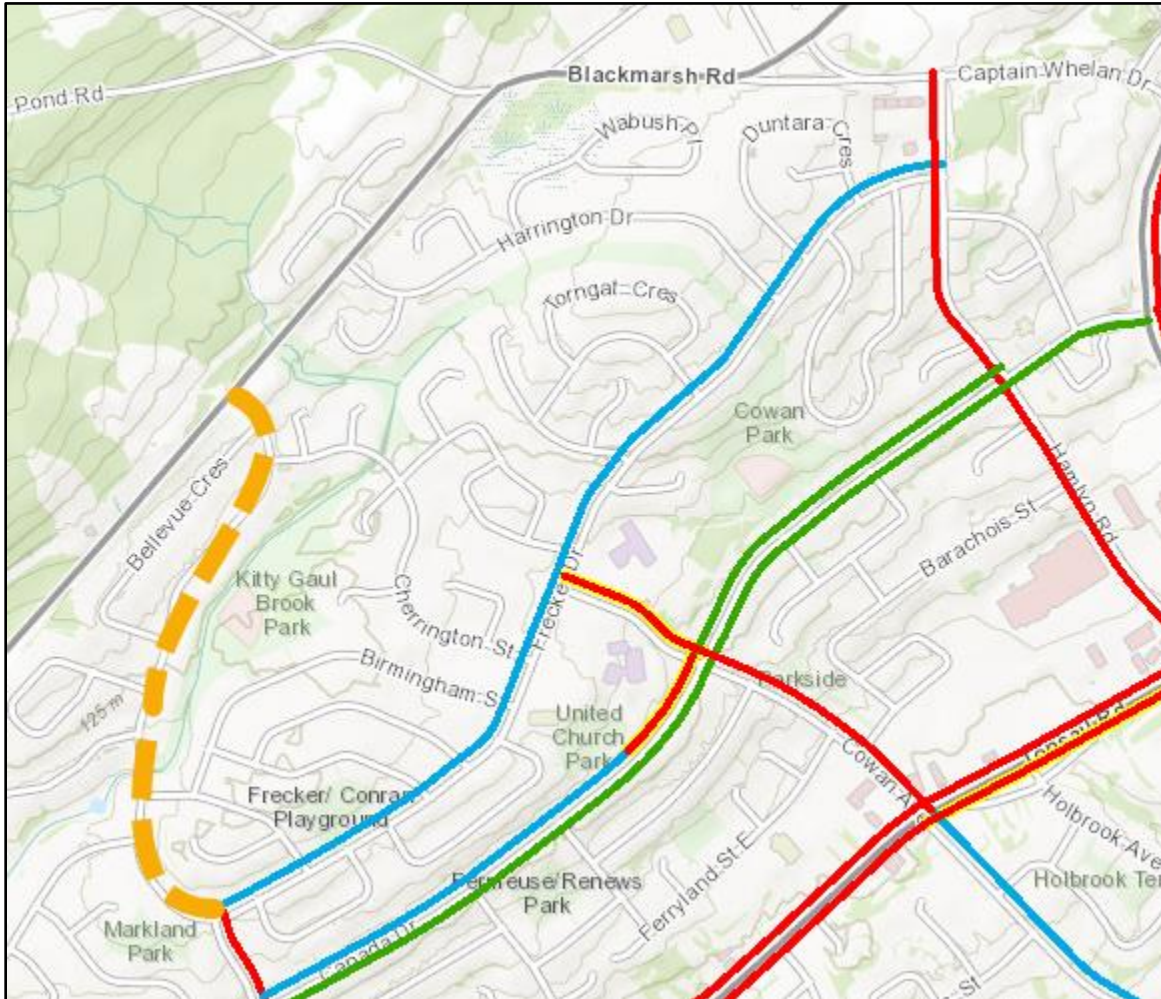 Blackmarsh Rd
Captain Whelan Dr
Pond Rd
Wabush Pl
Duntara Cres
Harrington Dr
Torngat Cres
Cowan
Park
Hamlyn Rd
Bellevue Cres
Barachois St
Kitty Gaul
Brook
Park
Cherrington St
Frecker Dr
Birmingham S
Parkside
125 m
United
Church
Park
Cowan A
Frecker/ Conran
Playground
Holbrook Ave
Ferryland St E
Holbrook Ter
Renews
Park
Markland
Park
Canada Dr
St